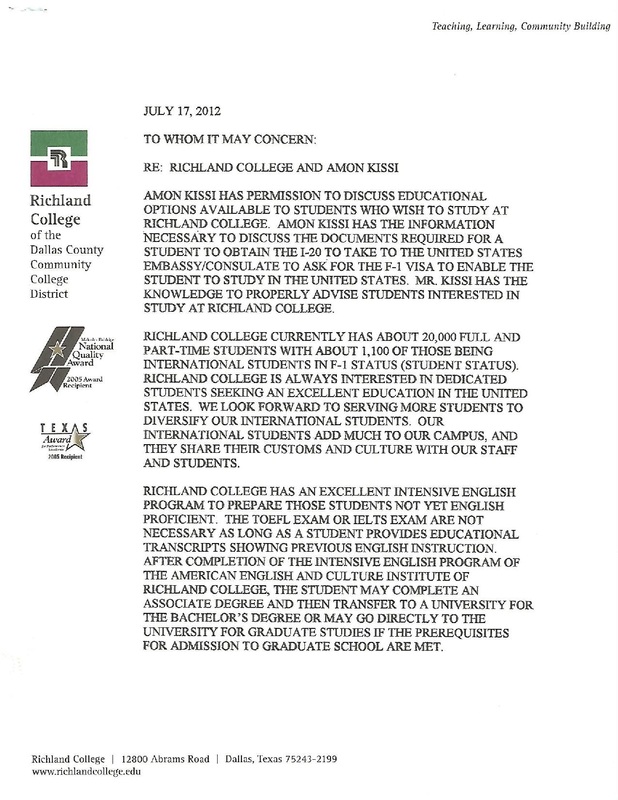 Teaching, Learning, Community Building
JULY 17, 2012
TO WHOM IT MAY CONCERN:
RE: RICHLAND COLLEGE AND AMON KISSI
Richland
College
of the
Dallas County
Community
College
District
National
Quality
Award
2005 Award
Recipient
TEXAS
Award
2005 Recipient
AMON KISSI HAS PERMISSION TO DISCUSS EDUCATIONAL
OPTIONS AVAILABLE TO STUDENTS WHO WISH TO STUDY AT
RICHLAND COLLEGE. AMON KISSI HAS THE INFORMATION
NECESSARY TO DISCUSS THE DOCUMENTS REQUIRED FOR A
STUDENT TO OBTAIN THE I-20 TO TAKE TO THE UNITED STATES
EMBASSY/CONSULATE TO ASK FOR THE F-1 VISA TO ENABLE THE
STUDENT TO STUDY IN THE UNITED STATES. MR. KISSI HAS THE
KNOWLEDGE TO PROPERLY ADVISE STUDENTS INTERESTED IN
STUDY AT RICHLAND COLLEGE.
RICHLAND COLLEGE CURRENTLY HAS ABOUT 20,000 FULL AND
PART-TIME STUDENTS WITH ABOUT 1,100 OF THOSE BEING
INTERNATIONAL STUDENTS IN F-1 STATUS (STUDENT STATUS).
RICHLAND COLLEGE IS ALWAYS INTERESTED IN DEDICATED
STUDENTS SEEKING AN EXCELLENT EDUCATION IN THE UNITED
STATES. WE LOOK FORWARD TO SERVING MORE STUDENTS TO
DIVERSIFY OUR INTERNATIONAL STUDENTS. OUR
INTERNATIONAL STUDENTS ADD MUCH TO OUR CAMPUS, AND
THEY SHARE THEIR CUSTOMS AND CULTURE WITH OUR STAFF
AND STUDENTS.
RICHLAND COLLEGE HAS AN EXCELLENT INTENSIVE ENGLISH
PROGRAM TO PREPARE THOSE STUDENTS NOT YET ENGLISH
PROFICIENT. THE TOEFL EXAM OR IELTS EXAM ARE NOT
NECESSARY AS LONG AS A STUDENT PROVIDES EDUCATIONAL
TRANSCRIPTS SHOWING PREVIOUS ENGLISH INSTRUCTION.
AFTER COMPLETION OF THE INTENSIVE ENGLISH PROGRAM OF
THE AMERICAN ENGLISH AND CULTURE INSTITUTE OF
RICHLAND COLLEGE, THE STUDENT MAY COMPLETE AN
ASSOCIATE DEGREE AND THEN TRANSFER TO A UNIVERSITY FOR
THE BACHELOR'S DEGREE OR MAY GO DIRECTLY TO THE
UNIVERSITY FOR GRADUATE STUDIES IF THE PREREQUISITES
FOR ADMISSION TO GRADUATE SCHOOL ARE MET.
Richland College | 12800 Abrams Road | Dallas, Texas 75243-2199
www.richlandcollege.edu